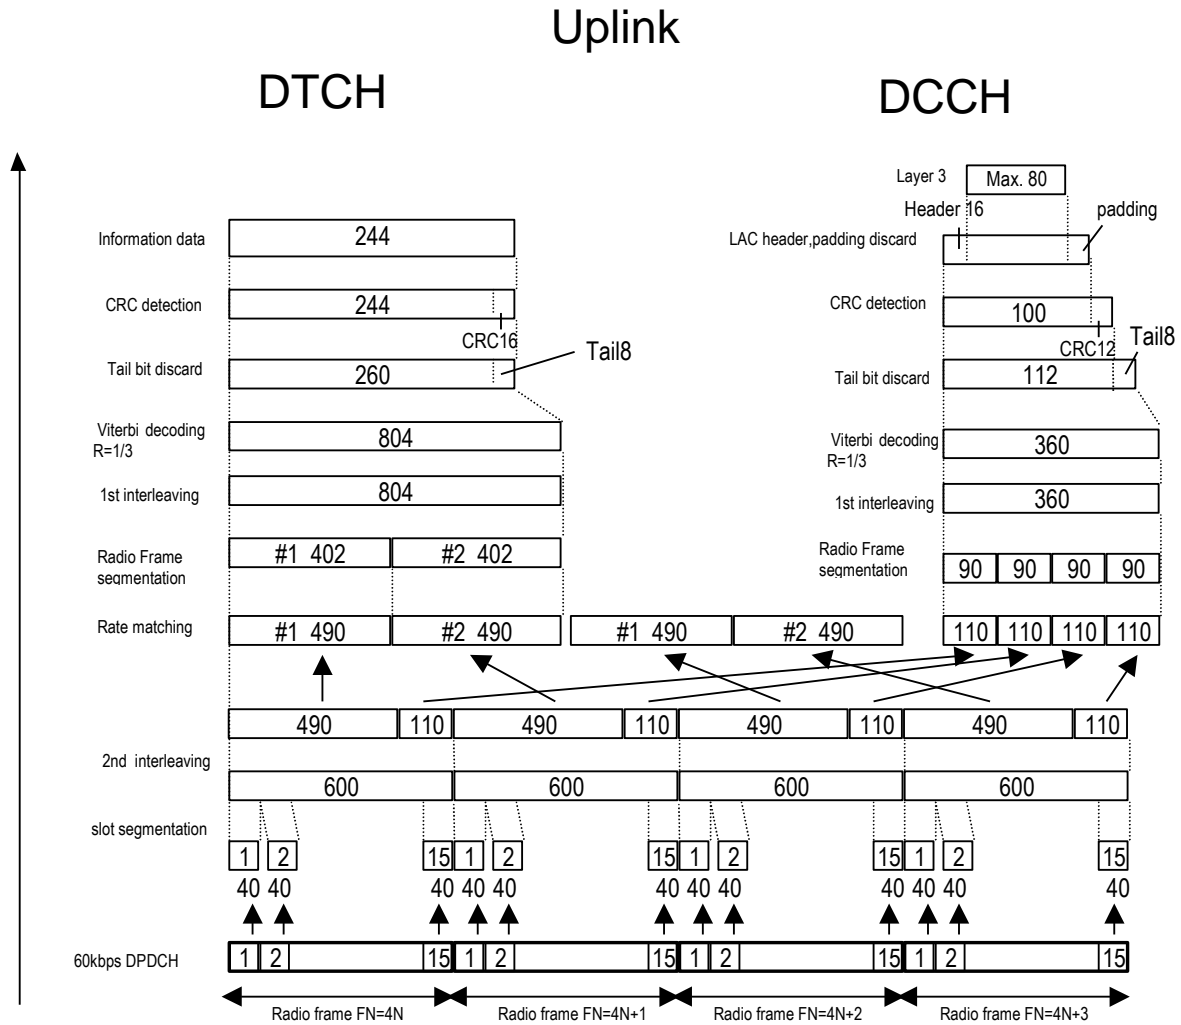 Uplink
DTCH
DCCH
Layer 3
Max. 80
Header 16
padding
Information data
244
LAC header,padding discard
CRC detection
244
CRC16
CRC detection
100
CRC12
Tail8
Tail bit discard
260
Tail8
Tail bit discard
112
Viterbi decoding
R=1/3
804
Viterbi decoding
R=1/3
360
1st interleaving
804
1st interleaving
360
Radio Frame
segmentation
#1 402
#2 402
Radio Frame
segmentation
90 90 90 90
Rate matching
#1 490
#2 490
#1 490
#2 490
110 110 110 110
490 110 490 110 490 110 490 110
2nd interleaving
600 600 600 600
slot segmentation
1 2 15 1 2 15 1 2 15 1 2 15
40 40 40 40 40 40 40 40 40 40 40 40
60kbps DPDCH
1 2 15 1 2 15 1 2 15 1 2 15
Radio frame FN=4N
Radio frame FN=4N+1
Radio frame FN=4N+2
Radio frame FN=4N+3